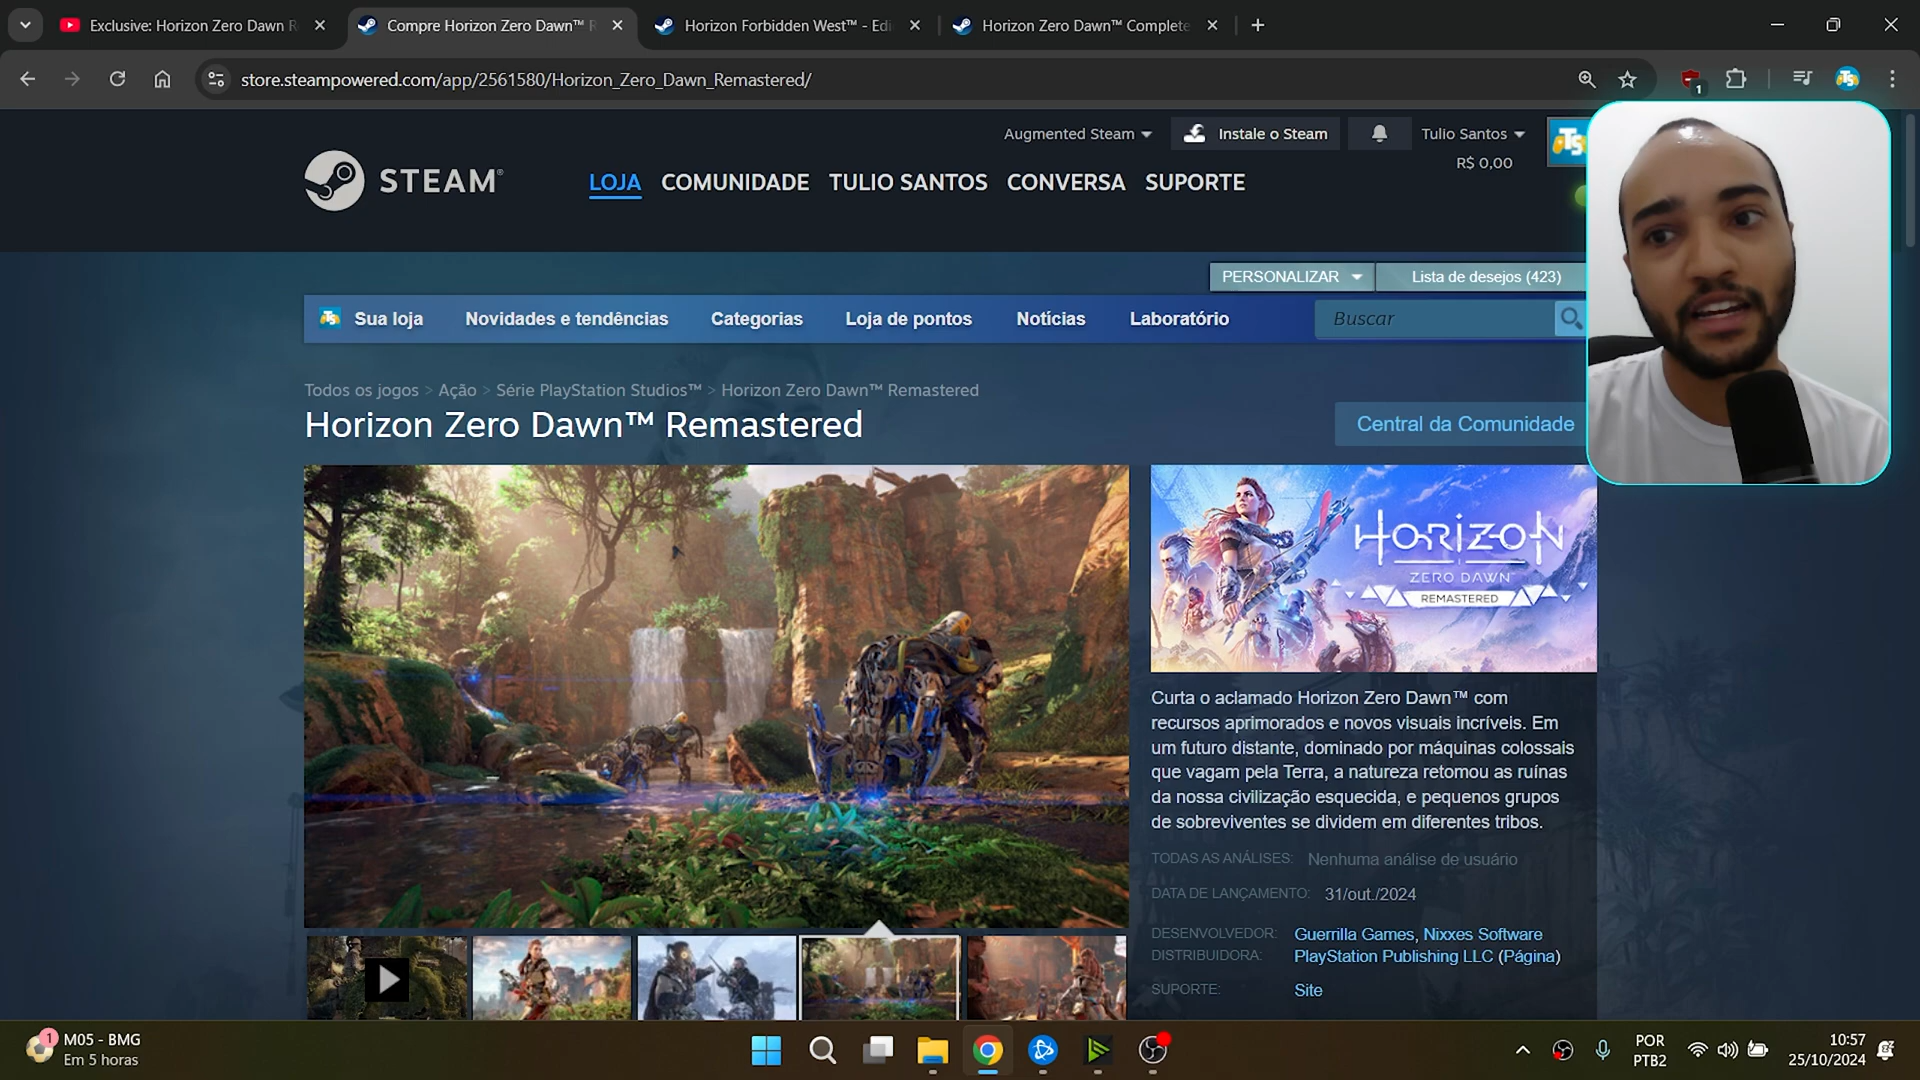 Exclusive: Horizon Zero Dawn R
Compre Horizon Zero Dawn™ R
Horizon Forbidden West™ - Edi
Horizon Zero Dawn™ Complete
store.steampowered.com/app/2561580/Horizon_Zero_Dawn_Remastered/
1
TS
Augmented Steam
Instale o Steam
Tulio Santos
R$ 0,00
TS
STEAM®
LOJA
COMUNIDADE
TULIO SANTOS
CONVERSA
SUPORTE
PERSONALIZAR
Lista de desejos (423)
TS
Sua loja
Novidades e tendências
Categorias
Loja de pontos
Notícias
Laboratório
Buscar
Todos os jogos > Ação > Série PlayStation Studios™ > Horizon Zero Dawn™ Remastered
Horizon Zero Dawn™ Remastered
Central da Comunidade
HORIZON
ZERO DAWN™
REMASTERED
Curta o aclamado Horizon Zero Dawn™ com
recursos aprimorados e novos visuais incríveis. Em
um futuro distante, dominado por máquinas colossais
que vagam pela Terra, a natureza retomou as ruínas
da nossa civilização esquecida, e pequenos grupos
de sobreviventes se dividem em diferentes tribos.
TODAS AS ANÁLISES: Nenhuma análise de usuário
DATA DE LANÇAMENTO: 31/out./2024
DESENVOLVEDOR: Guerrilla Games, Nixxes Software
DISTRIBUIDORA: PlayStation Publishing LLC (Página)
SUPORTE: Site
1
M05 - BMG
Em 5 horas
POR
PTB2
10:57
25/10/2024